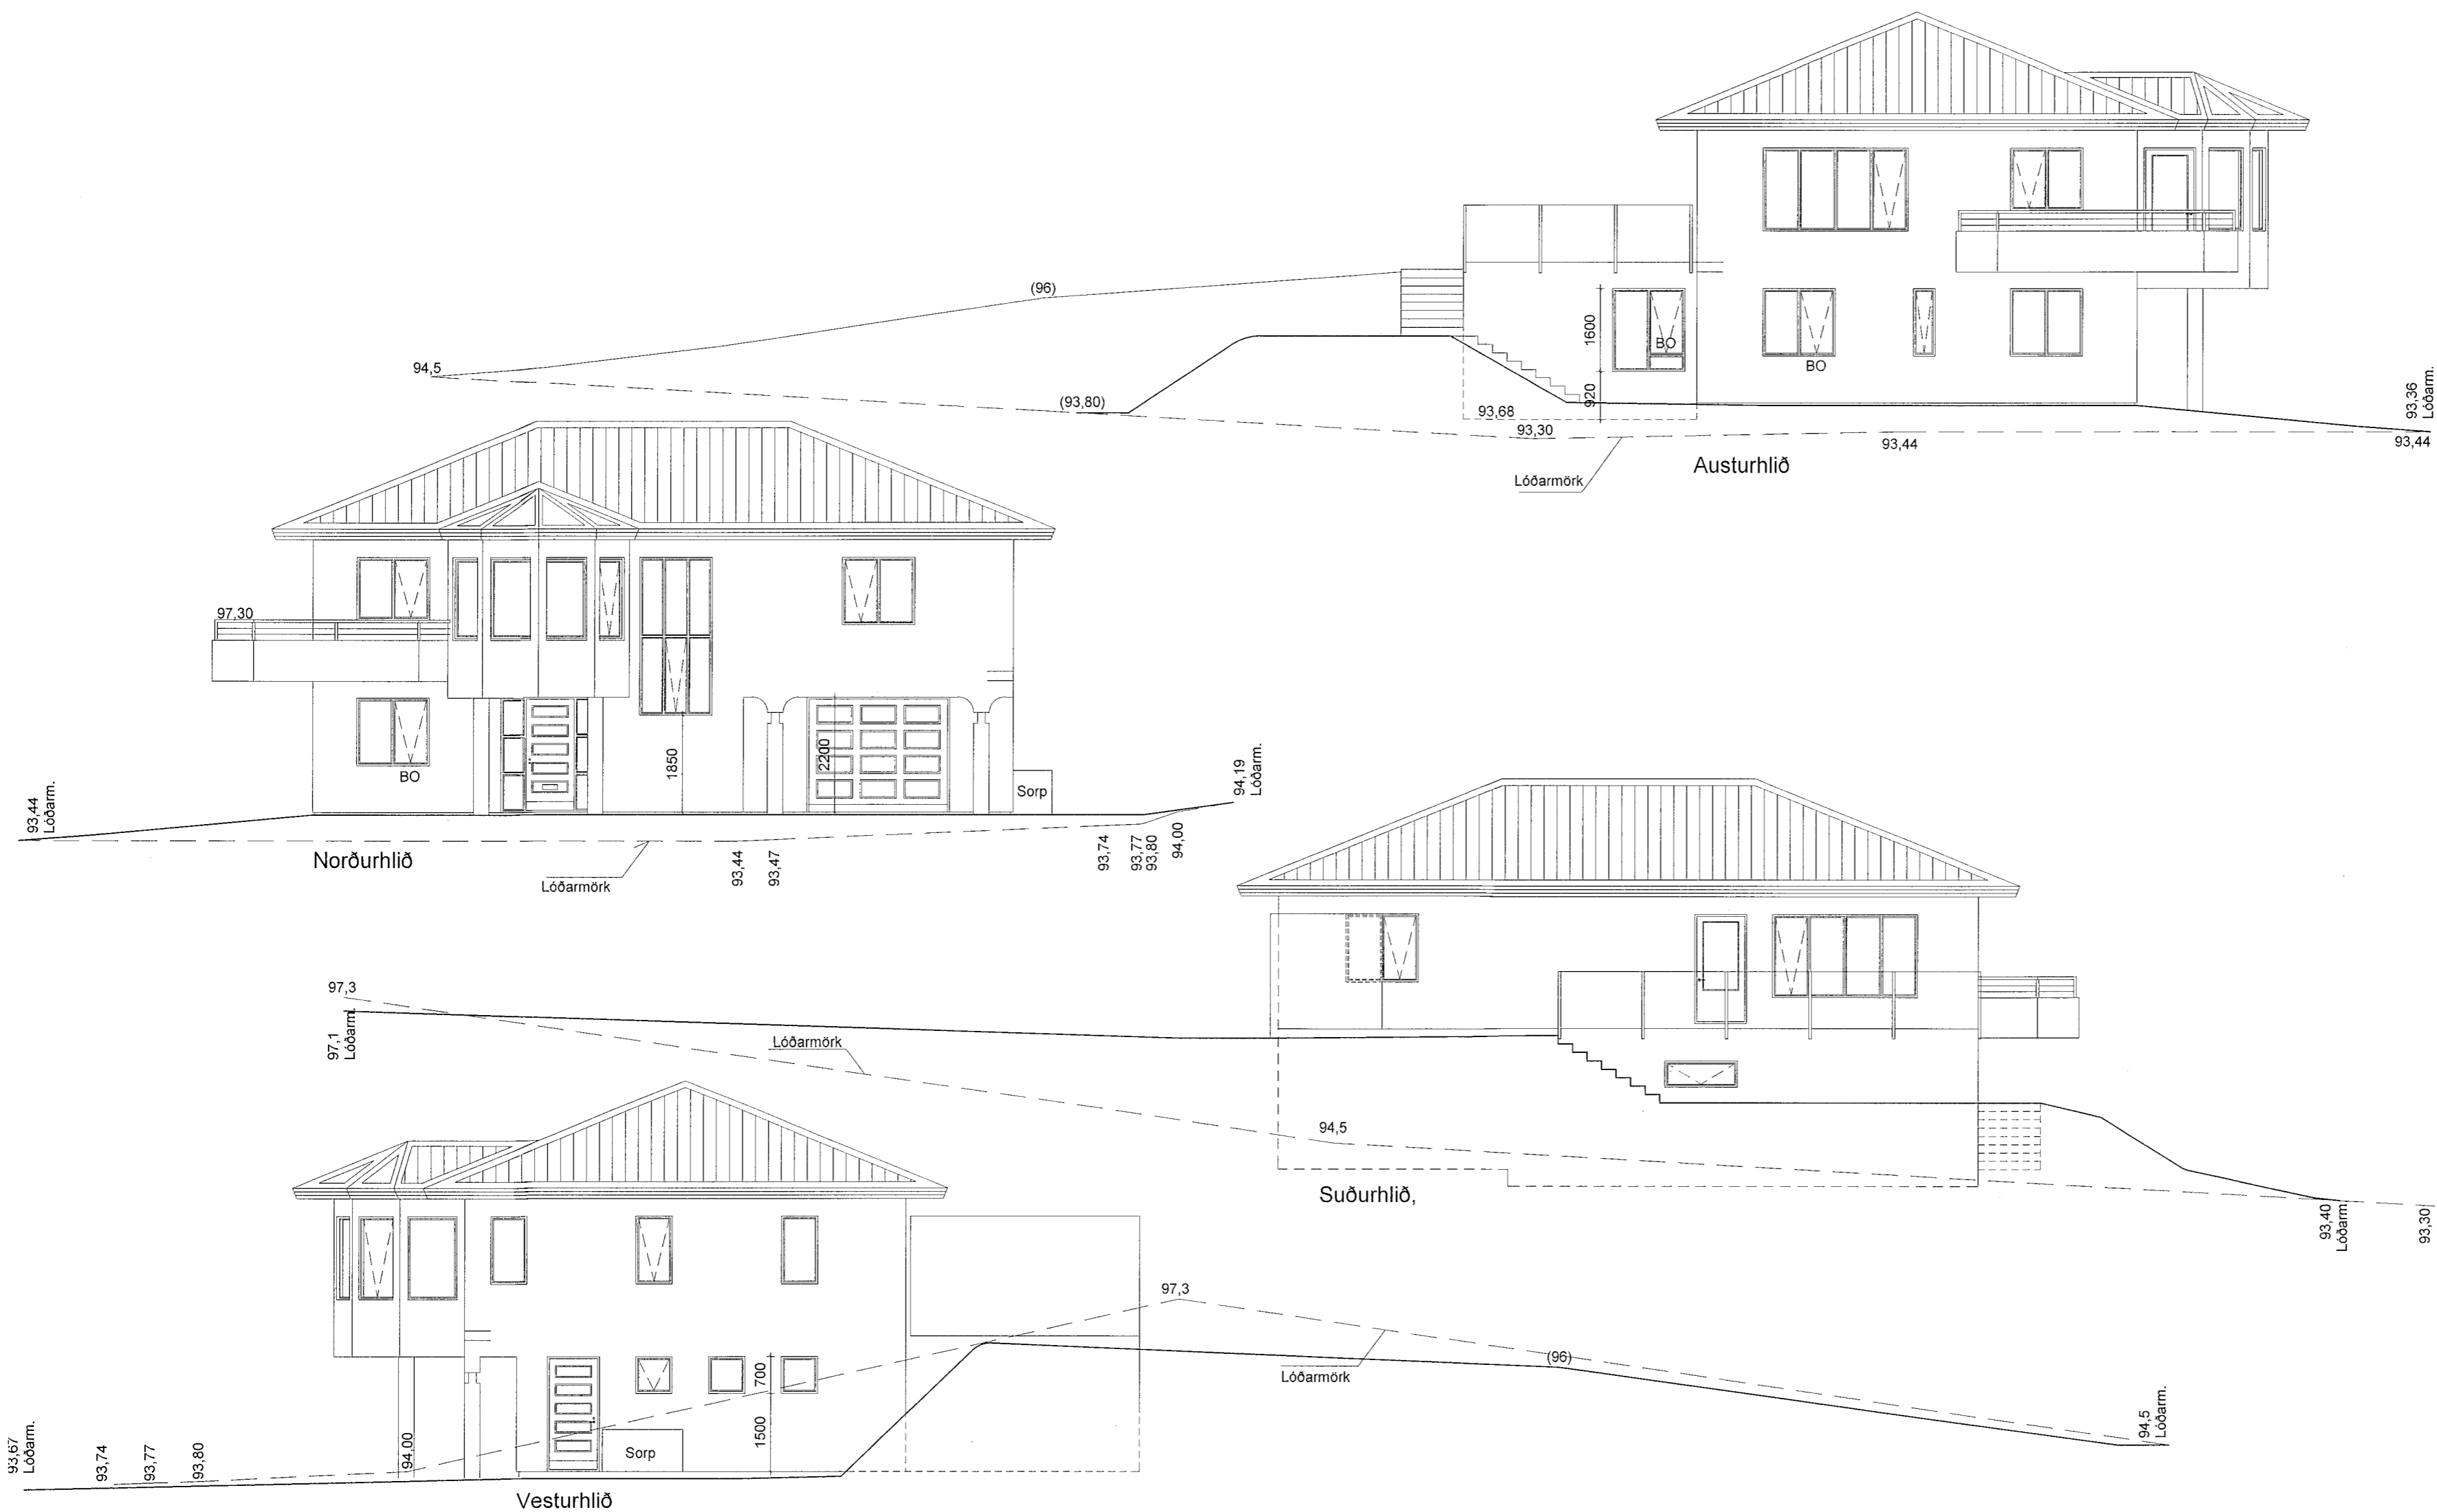 (96)
94,5
(93,80)
1600
BO
920
BO
93,68
93,30
93,44
93,36
Lóðarm.
93,44
Austurhlið
Lóðarmörk
97,30
BO
1850
2200
Sorp
94,19
Lóðarm.
93,44
Lóðarm.
Norðurhlið
Lóðarmörk
93,44
93,47
93,74
93,77
93,80
94,00
97,3
97,1
Lóðarm.
Lóðarmörk
94,5
Suðurhlið,
93,40
Lóðarm.
93,30
97,3
(96)
Lóðarmörk
94,5
Lóðarm.
700
1500
Sorp
93,67
Lóðarm.
93,74
93,77
93,80
94,00
Vesturhlið